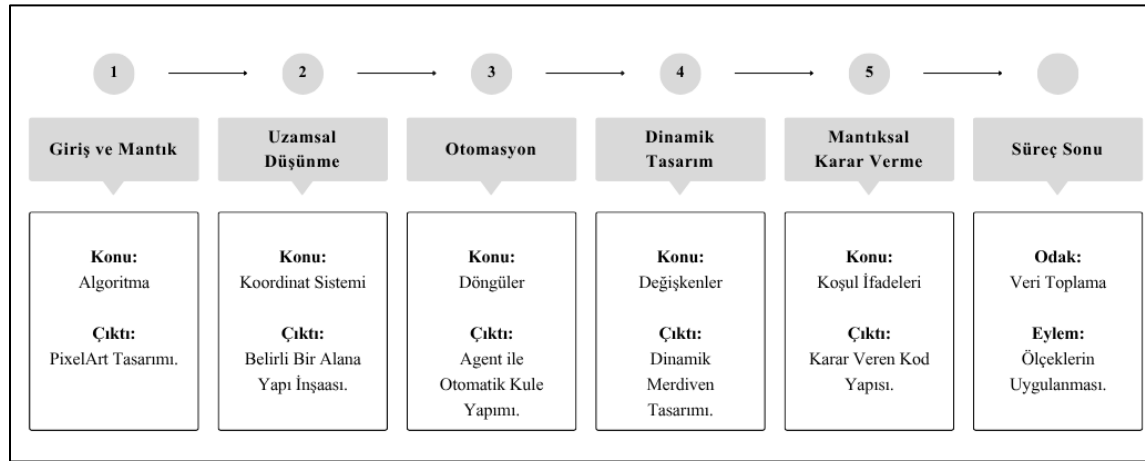 1
2
3
4
5
Giriş ve Mantık
Uzamsal
Düşünme
Otomasyon
Dinamik
Tasarım
Mantıksal
Karar Verme
Süreç Sonu
Konu:
Algoritma
Çıktı:
PixelArt Tasarımı.
Konu:
Koordinat Sistemi
Çıktı:
Belirli Bir Alana
Yapı İnşaası.
Konu:
Döngüler
Çıktı:
Agent ile
Otomatik Kule
Yapımı.
Konu:
Değişkenler
Çıktı:
Dinamik
Merdiven
Tasarımı.
Konu:
Koşul İfadeleri
Çıktı:
Karar Veren Kod
Yapısı.
Odak:
Veri Toplama
Eylem:
Ölçeklerin
Uygulanması.